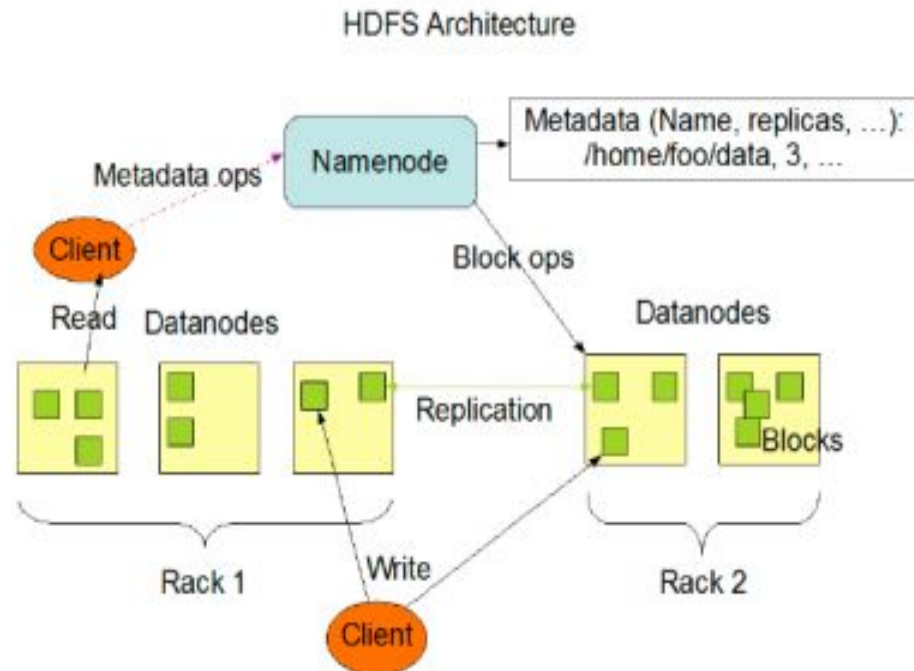 HDFS Architecture
Metadata (Name, replicas, ...):
/home/foo/data, 3, ...
Namenode
Metadata ops
Client
Block ops
Read
Datanodes
Datanodes
Replication
Blocks
Rack 1
Write
Rack 2
Client